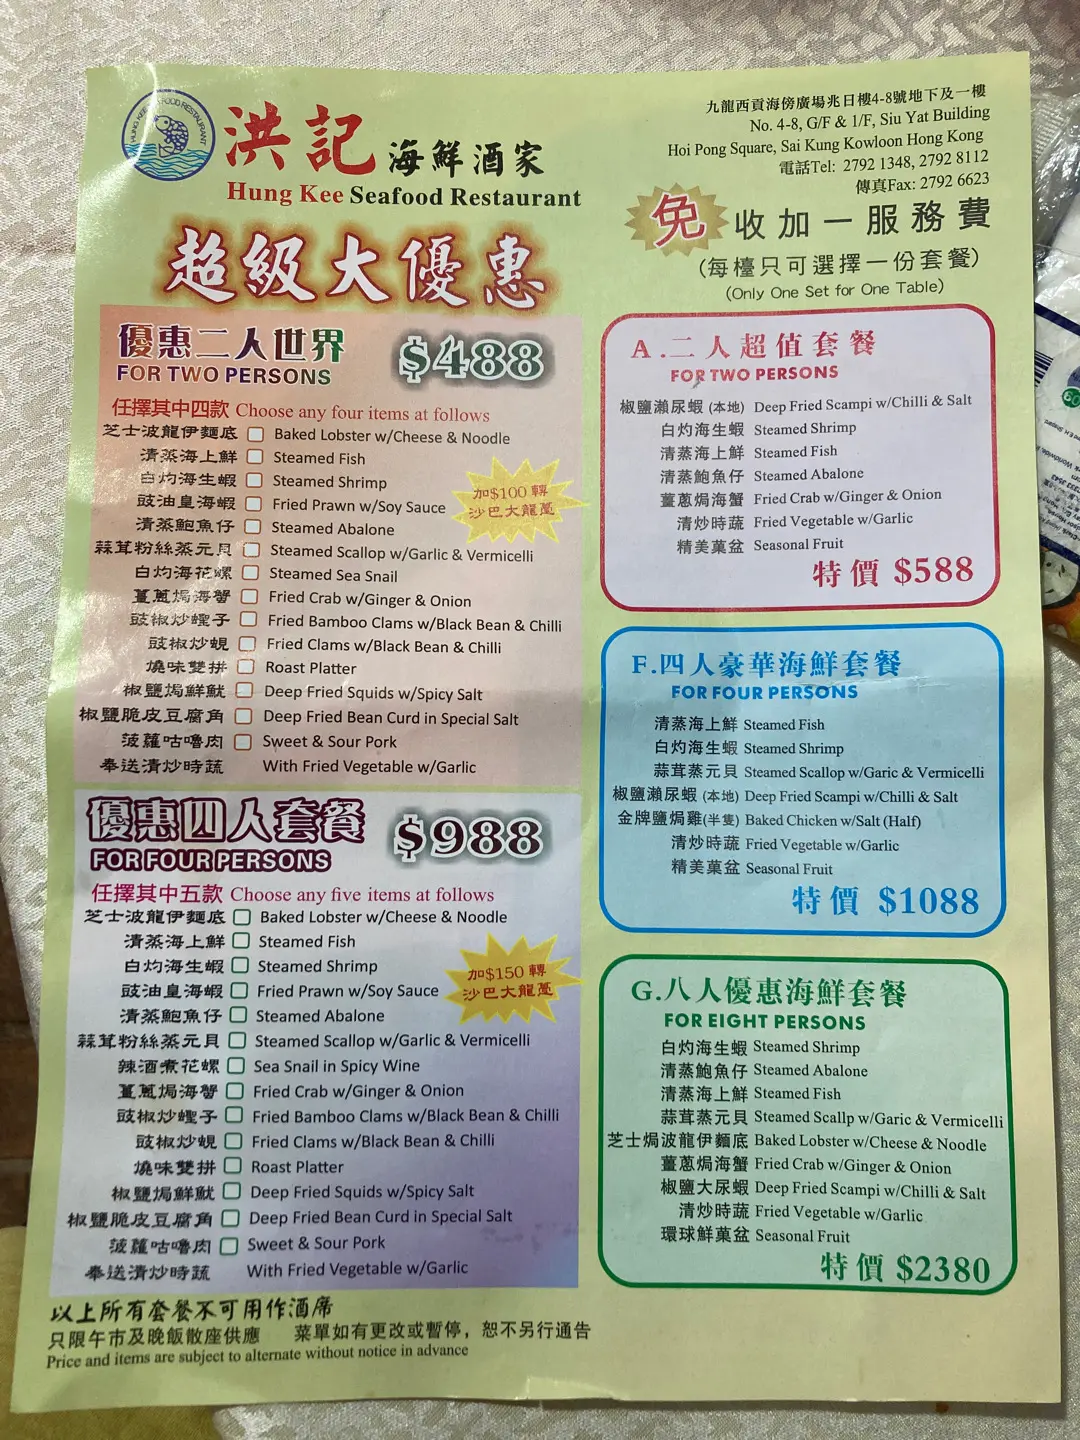 HUNG KEE SEAFOOD RESTAURANT
洪記海鮮酒家
Hung Kee Seafood Restaurant
九龍西貢海傍廣場兆日樓4-8號地下及一樓
No. 4-8, G/F & 1/F, Siu Yat Building
Hoi Pong Square, Sai Kung Kowloon Hong Kong
電話Tel: 2792 1348, 2792 8112
傳真Fax: 2792 6623
超級大優惠
免收加一服務費
(每檯只可選擇一份套餐)
(Only One Set for One Table)
優惠二人世界 $488
FOR TWO PERSONS
任擇其中四款 Choose any four items at follows
芝士波龍伊麵底 Baked Lobster w/Cheese & Noodle
清蒸海上鮮 Steamed Fish
白灼海生蝦 Steamed Shrimp
豉油皇海蝦 Fried Prawn w/Soy Sauce
清蒸鮑魚仔 Steamed Abalone
蒜茸粉絲蒸元貝 Steamed Scallop w/Garlic & Vermicelli
白灼海花螺 Steamed Sea Snail
薑蔥焗海蟹 Fried Crab w/Ginger & Onion
豉椒炒蟶子 Fried Bamboo Clams w/Black Bean & Chilli
豉椒炒蜆 Fried Clams w/Black Bean & Chilli
燒味雙拼 Roast Platter
椒鹽焗鮮魷 Deep Fried Squids w/Spicy Salt
椒鹽脆皮豆腐角 Deep Fried Bean Curd in Special Salt
菠蘿咕嚕肉 Sweet & Sour Pork
奉送清炒時蔬 With Fried Vegetable w/Garlic
加$100 轉
沙巴大龍躉
優惠四人套餐 $988
FOR FOUR PERSONS
任擇其中五款 Choose any five items at follows
芝士波龍伊麵底 Baked Lobster w/Cheese & Noodle
清蒸海上鮮 Steamed Fish
白灼海生蝦 Steamed Shrimp
豉油皇海蝦 Fried Prawn w/Soy Sauce
清蒸鮑魚仔 Steamed Abalone
蒜茸粉絲蒸元貝 Steamed Scallop w/Garlic & Vermicelli
辣酒煮花螺 Sea Snail in Spicy Wine
薑蔥焗海蟹 Fried Crab w/Ginger & Onion
豉椒炒蟶子 Fried Bamboo Clams w/Black Bean & Chilli
豉椒炒蜆 Fried Clams w/Black Bean & Chilli
燒味雙拼 Roast Platter
椒鹽焗鮮魷 Deep Fried Squids w/Spicy Salt
椒鹽脆皮豆腐角 Deep Fried Bean Curd in Special Salt
菠蘿咕嚕肉 Sweet & Sour Pork
奉送清炒時蔬 With Fried Vegetable w/Garlic
加$150 轉
沙巴大龍躉
A.二人超值套餐
FOR TWO PERSONS
椒鹽瀨尿蝦 (本地) Deep Fried Scampi w/Chilli & Salt
白灼海生蝦 Steamed Shrimp
清蒸海上鮮 Steamed Fish
清蒸鮑魚仔 Steamed Abalone
薑蔥焗海蟹 Fried Crab w/Ginger & Onion
清炒時蔬 Fried Vegetable w/Garlic
精美菓盆 Seasonal Fruit
特價 $588
F.四人豪華海鮮套餐
FOR FOUR PERSONS
清蒸海上鮮 Steamed Fish
白灼海生蝦 Steamed Shrimp
蒜茸蒸元貝 Steamed Scallop w/Garic & Vermicelli
椒鹽瀨尿蝦 (本地) Deep Fried Scampi w/Chilli & Salt
金牌鹽焗雞(半隻) Baked Chicken w/Salt (Half)
清炒時蔬 Fried Vegetable w/Garlic
精美菓盆 Seasonal Fruit
特價 $1088
G.八人優惠海鮮套餐
FOR EIGHT PERSONS
白灼海生蝦 Steamed Shrimp
清蒸鮑魚仔 Steamed Abalone
清蒸海上鮮 Steamed Fish
蒜茸蒸元貝 Steamed Scallp w/Garic & Vermicelli
芝士焗波龍伊麵底 Baked Lobster w/Cheese & Noodle
薑蔥焗海蟹 Fried Crab w/Ginger & Onion
椒鹽大尿蝦 Deep Fried Scampi w/Chilli & Salt
清炒時蔬 Fried Vegetable w/Garlic
環球鮮菓盆 Seasonal Fruit
特價 $2380
以上所有套餐不可用作酒席
只限午市及晚飯散座供應 菜單如有更改或暫停，恕不另行通告
Price and items are subject to alternate without notice in advance